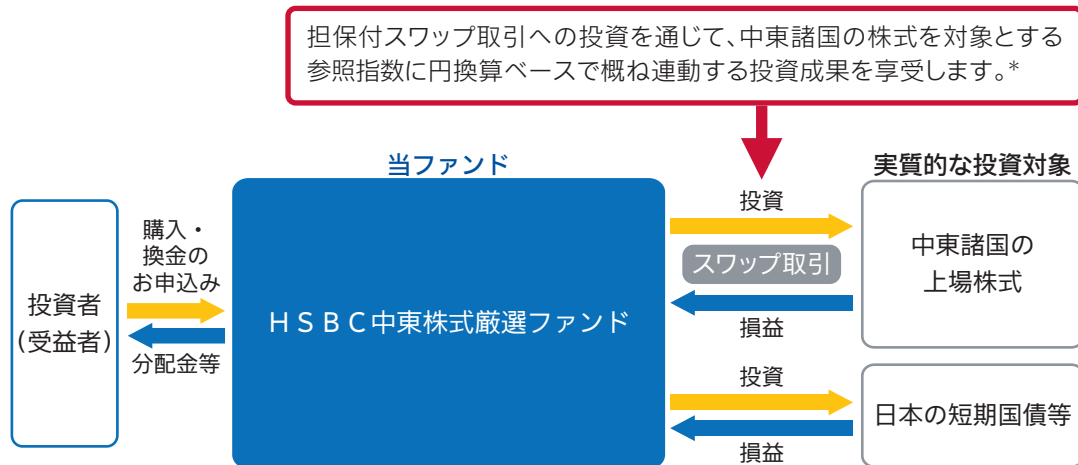 担保付スワップ取引への投資を通じて、中東諸国の株式を対象とする
参照指数に円換算ベースで概ね連動する投資成果を享受します。*
当ファンド
実質的な投資対象
投資者
(受益者)
購入・
換金の
お申込み
分配金等
HSBC中東株式厳選ファンド
投資
スワップ取引
損益
中東諸国の
上場株式
投資
損益
日本の短期国債等